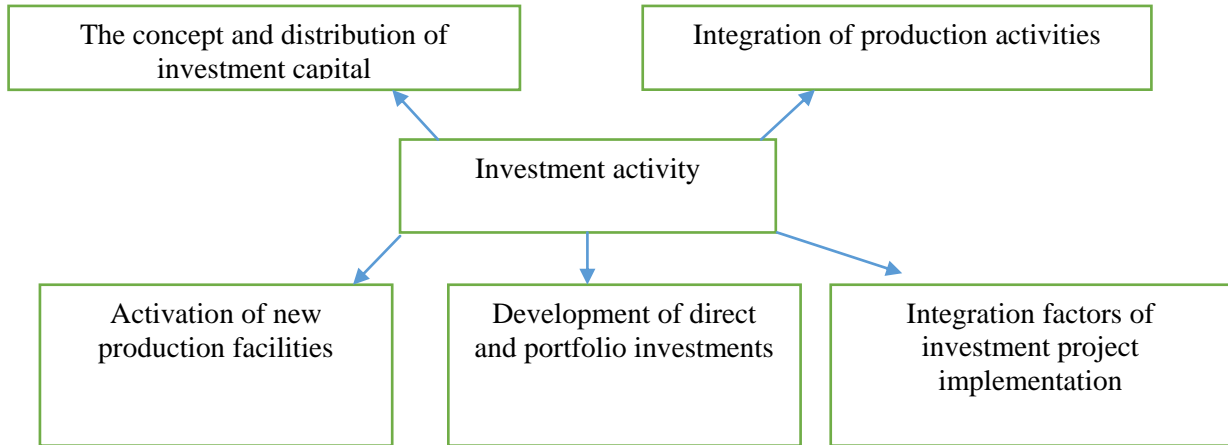 The concept and distribution of
investment capital
Integration of production activities
Investment activity
Activation of new
production facilities
Development of direct
and portfolio investments
Integration factors of
investment project
implementation